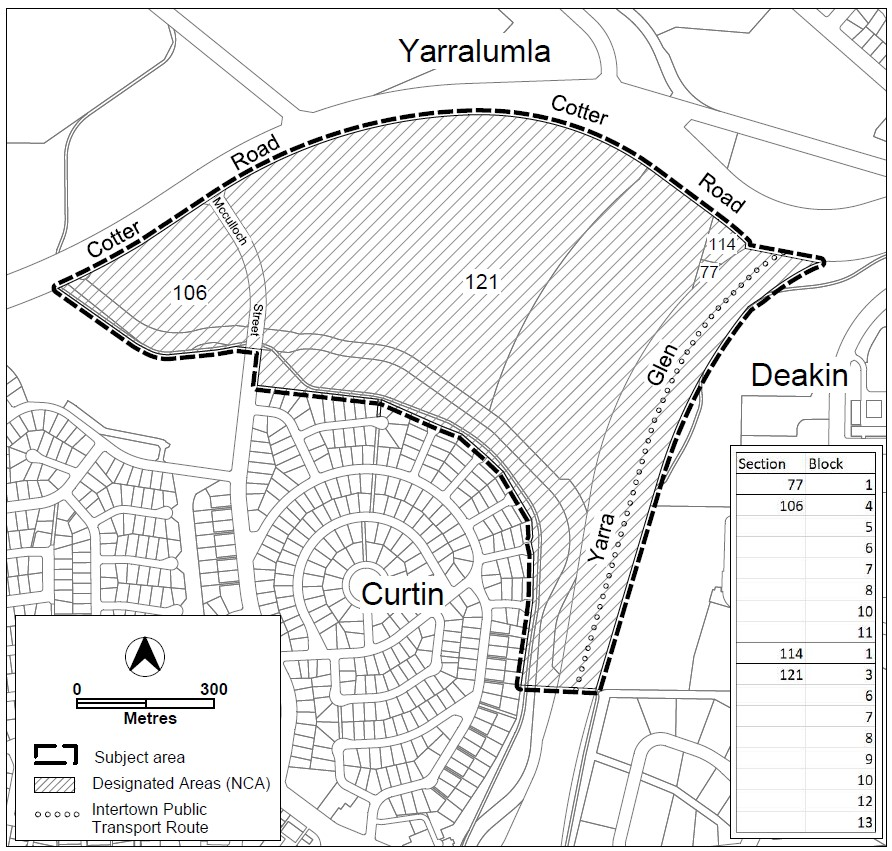 Yarralumla
Cotter
Road
Road
Cotter
Mcculloch
Street
114
77
106
121
Glen
Deakin
Yarra
Curtin
Section Block
77 1
106 4
5
6
7
8
10
11
114 1
121 3
6
7
8
9
10
12
13
0 300
Metres
Subject area
Designated Areas (NCA)
Intertown Public
Transport Route